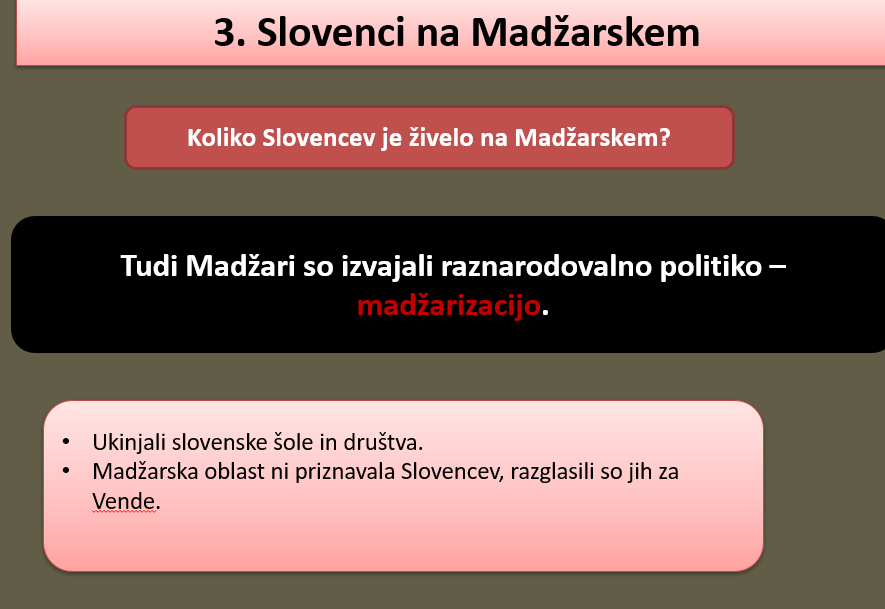 3. Slovenci na Madžarskem
Koliko Slovencev je živelo na Madžarskem?
Tudi Madžari so izvajali raznarodovalno politiko –
madžarizacijo.
• Ukinjali slovenske šole in društva.
• Madžarska oblast ni priznavala Slovencev, razglasili so jih za
Vende.